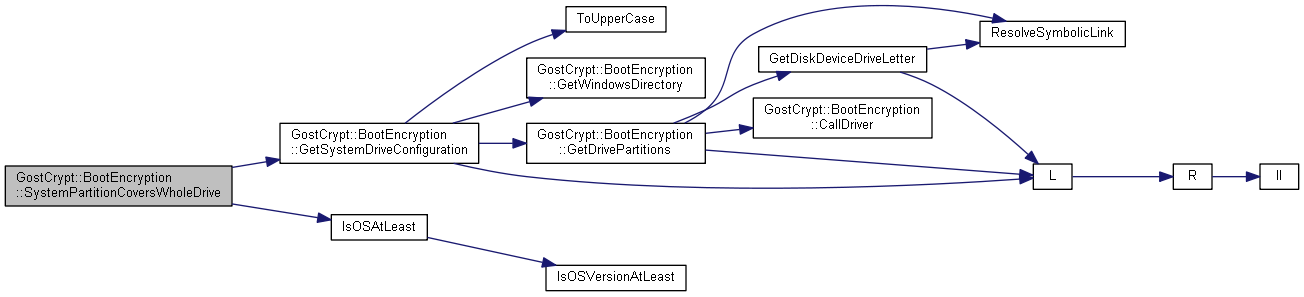 ToUpperCase
ResolveSymbolicLink
GetDiskDeviceDriveLetter
GostCrypt::BootEncryption
::GetWindowsDirectory
GostCrypt::BootEncryption
::CallDriver
GostCrypt::BootEncryption
::GetSystemDriveConfiguration
GostCrypt::BootEncryption
::GetDrivePartitions
GostCrypt::BootEncryption
::SystemPartitionCoversWholeDrive
L
R
ll
IsOSAtLeast
IsOSVersionAtLeast